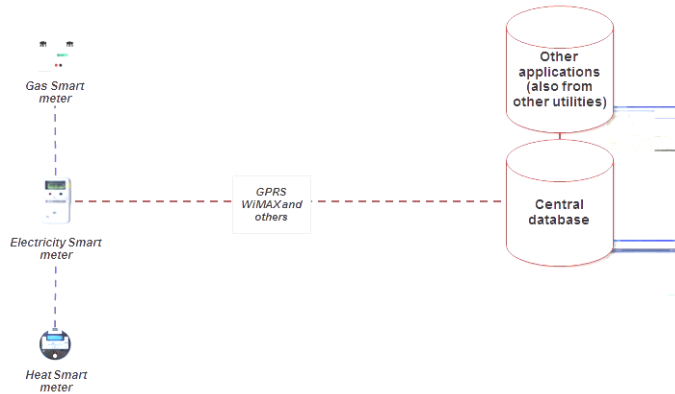 Gas Smart
meter
Other
applications
(also from
other utilities)
GPRS
WiMAX and
others
Central
database
Electricity Smart
meter
Heat Smart
meter